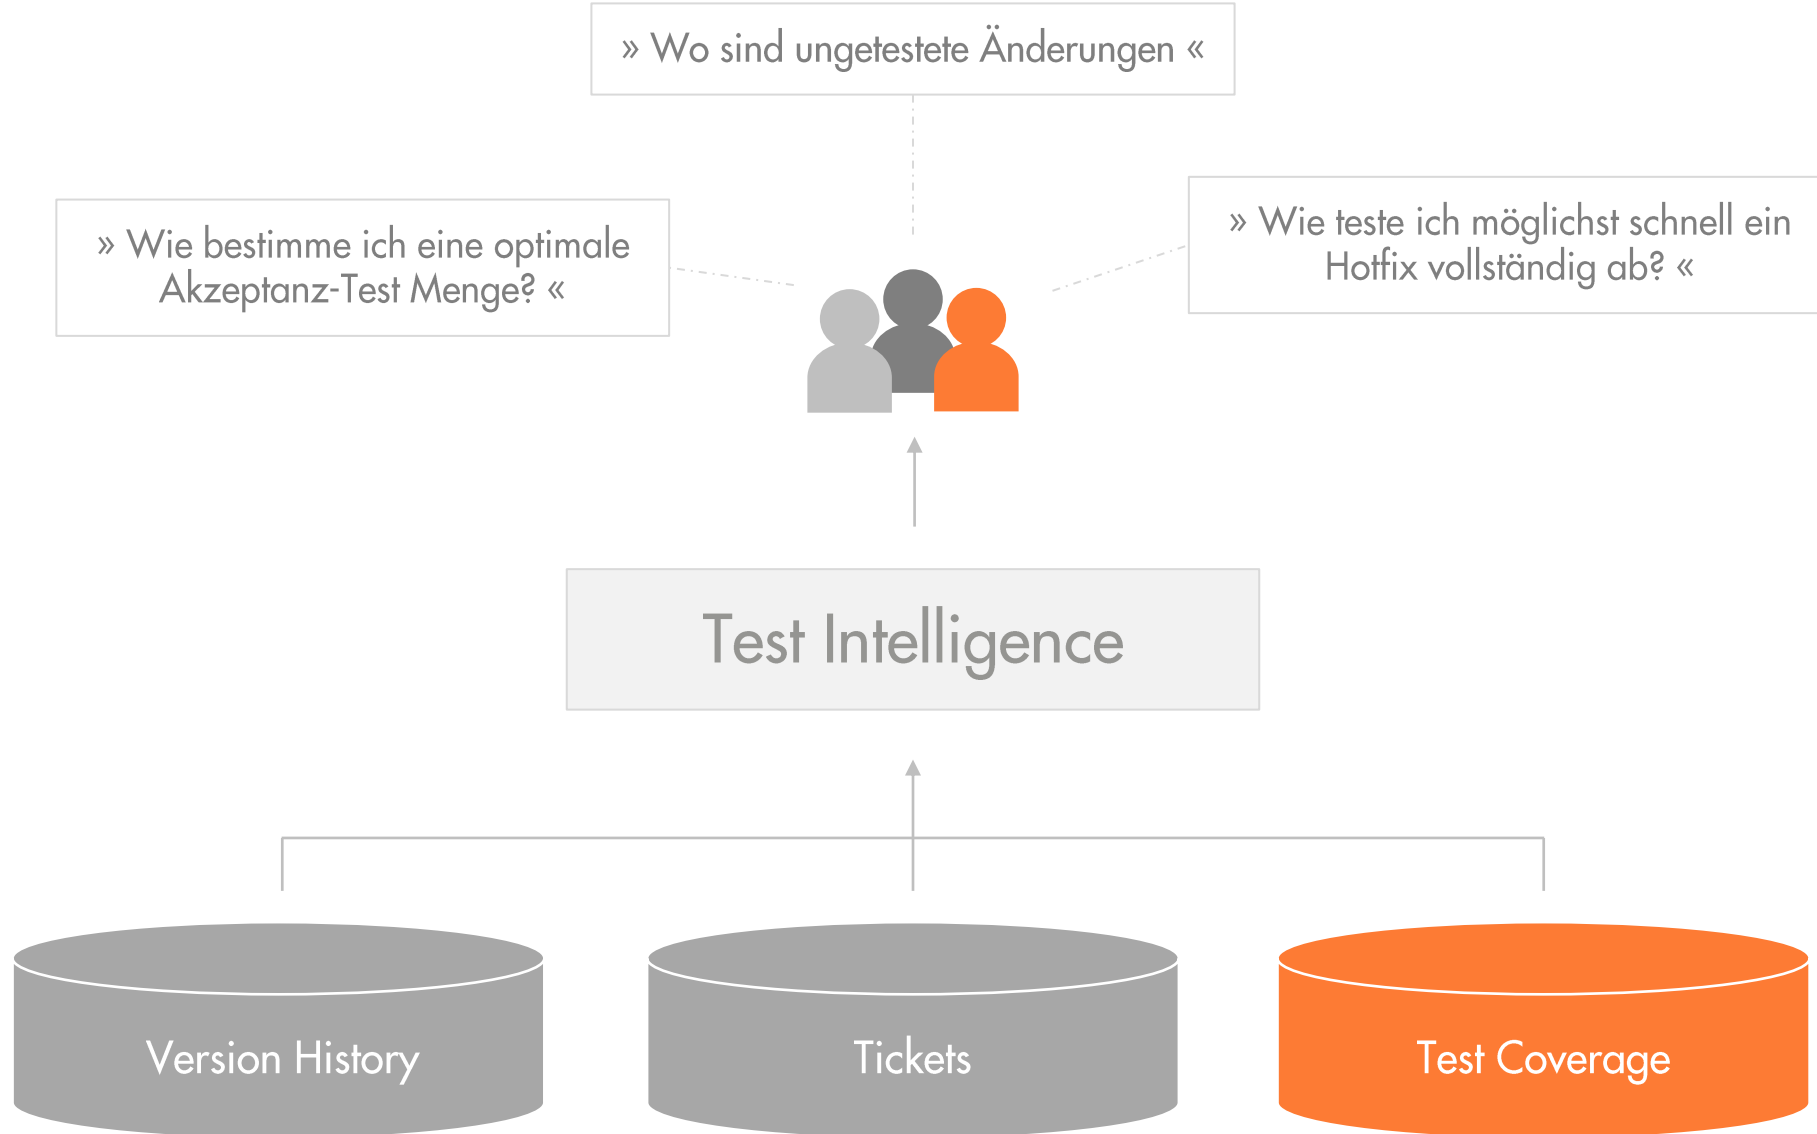 » Wo sind ungetestete Änderungen «
» Wie bestimme ich eine optimale
Akzeptanz-Test Menge? «
» Wie teste ich möglichst schnell ein
Hotfix vollständig ab? «
Test Intelligence
Version History
Tickets
Test Coverage